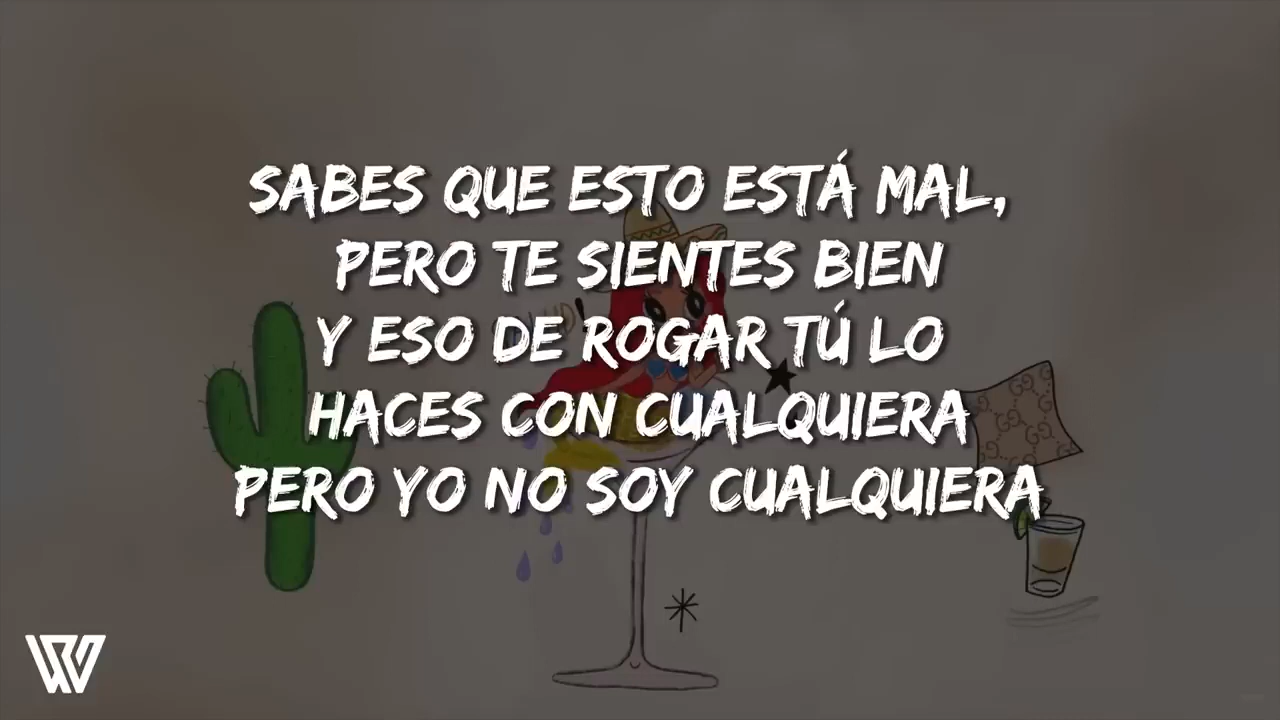 SABES QUE ESTO ESTÁ MAL,
PERO TE SIENTES BIEN
Y ESO DE ROGAR TÚ LO
HACES CON CUALQUIERA
PERO YO NO SOY CUALQUIERA